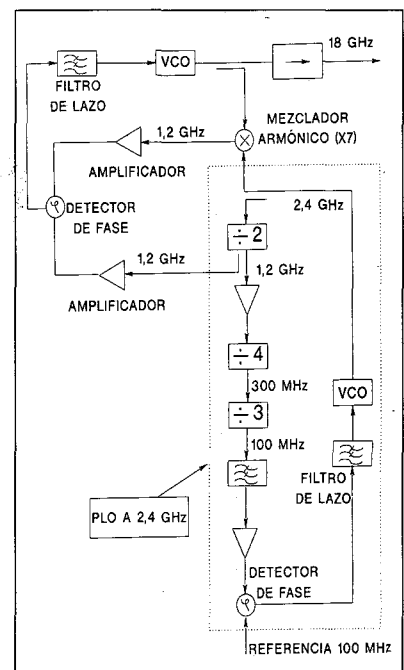 18 GHz
VCO
FILTRO
DE LAZO
MEZCLADOR
ARMÓNICO (X7)
1,2 GHz
AMPLIFICADOR
φ
DETECTOR
DE FASE
2,4 GHz
÷2
1,2 GHz
1,2 GHz
AMPLIFICADOR
÷4
300 MHz
VCO
÷3
100 MHz
FILTRO
DE LAZO
PLO A 2,4 GHz
DETECTOR
DE FASE
φ
REFERENCIA 100 MHz